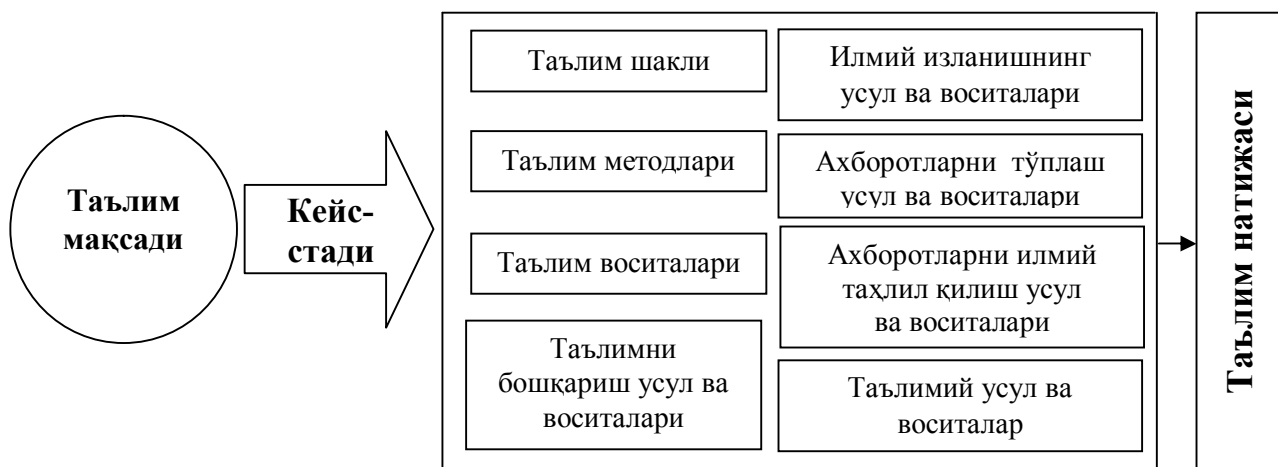 Таълим
мақсади
Кейс-
стади
Таълим шакли
Таълим методлари
Таълим воситалари
Таълимни
бошқариш усул ва
воситалари
Илмий изланишнинг
усул ва воситалари
Ахборотларни тўплаш
усул ва воситалари
Ахборотларни илмий
таҳлил қилиш усул
ва воситалари
Таълимий усул ва
воситалар
Таълим натижаси